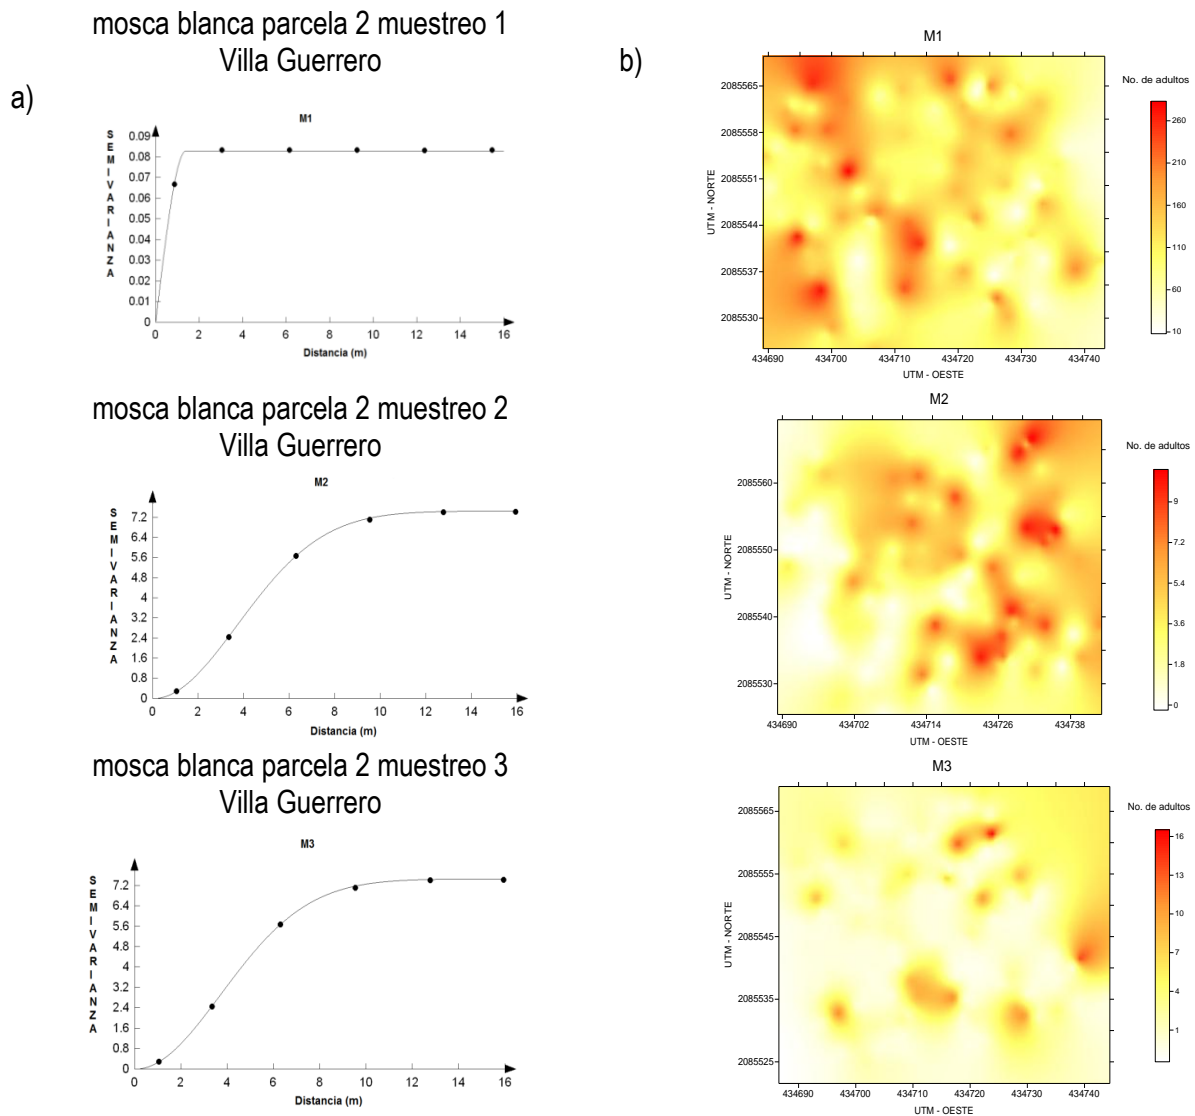 mosca blanca parcela 2 muestreo 1
Villa Guerrero
a)
M1
SEMIVARIANZA
0.09
0.08
0.07
0.06
0.05
0.04
0.03
0.02
0.01
0
0 2 4 6 8 10 12 14 16
Distancia (m)
b)
M1
No. de adultos
260
210
160
110
60
10
UTM - NORTE
2085565
2085558
2085551
2085544
2085537
2085530
434690 434700 434710 434720 434730 434740
UTM - OESTE
mosca blanca parcela 2 muestreo 2
Villa Guerrero
M2
SEMIVARIANZA
7.2
6.4
5.6
4.8
4
3.2
2.4
1.6
0.8
0
0 2 4 6 8 10 12 14 16
Distancia (m)
M2
No. de adultos
9
7.2
5.4
3.6
1.8
0
UTM - NORTE
2085560
2085550
2085540
2085530
434690 434702 434714 434726 434738
UTM - OESTE
mosca blanca parcela 2 muestreo 3
Villa Guerrero
M3
SEMIVARIANZA
7.2
6.4
5.6
4.8
4
3.2
2.4
1.6
0.8
0
0 2 4 6 8 10 12 14 16
Distancia (m)
M3
No. de adultos
16
13
10
7
4
1
UTM - NORTE
2085565
2085555
2085545
2085535
2085525
434690 434700 434710 434720 434730 434740
UTM - OESTE